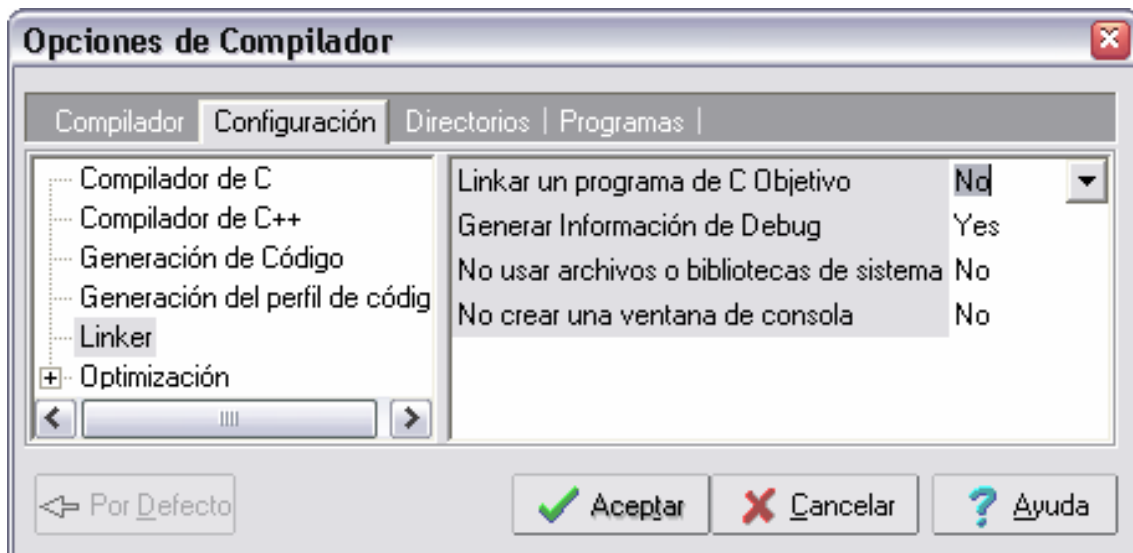 Opciones de Compilador
Compilador Configuración Directorios | Programas |
Compilador de C
Compilador de C++
Generación de Código
Generación del perfil de códig
Linker
Optimización
Linkar un programa de C Objetivo No
Generar Información de Debug Yes
No usar archivos o bibliotecas de sistema No
No crear una ventana de consola No
Por Defecto Aceptar Cancelar Ayuda